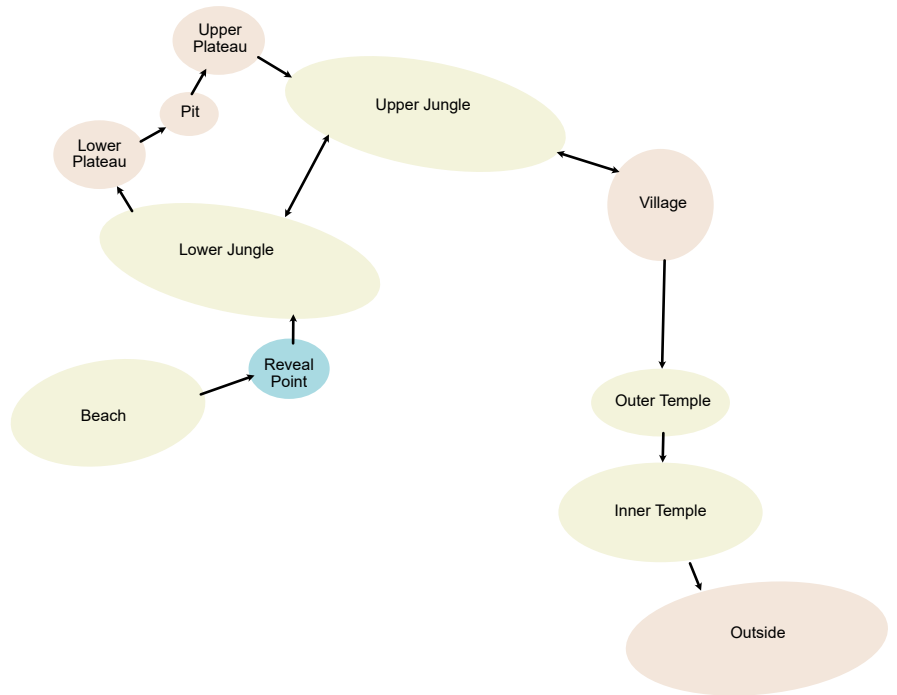 Upper
Plateau
Upper Jungle
Pit
Lower
Plateau
Village
Lower Jungle
Reveal
Point
Beach
Outer Temple
Inner Temple
Outside